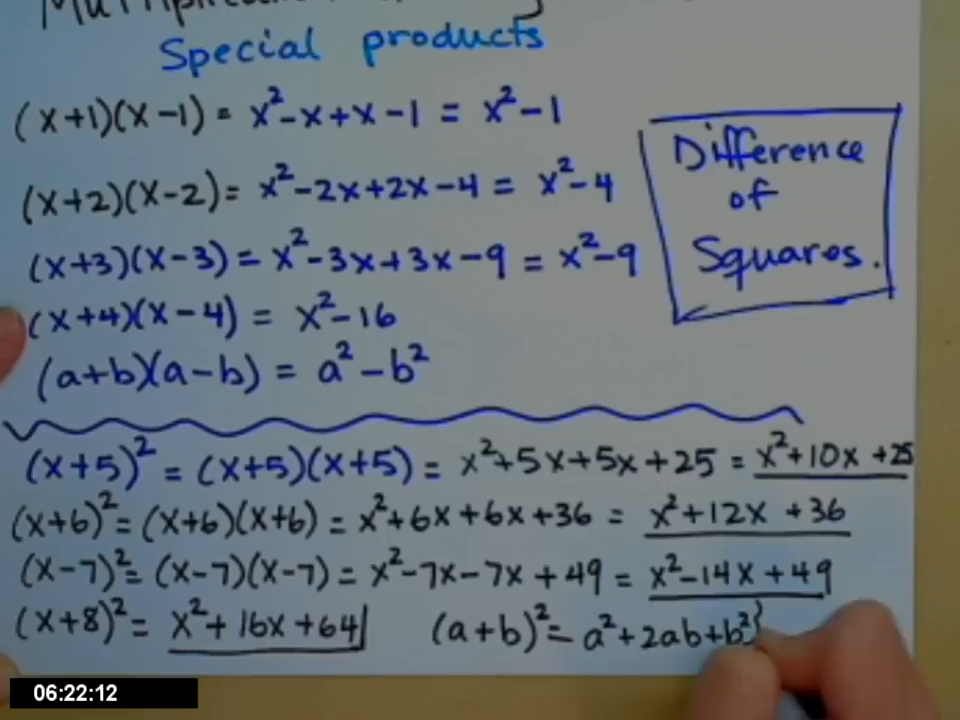 Special products
(x+1)(x-1) = x²-x+x-1 = x²-1
(x+2)(x-2) = x²-2x+2x-4 = x²-4
(x+3)(x-3) = x²-3x+3x-9 = x²-9
(x+4)(x-4) = x²-16
(a+b)(a-b) = a²-b²
Difference
of
Squares.
(x+5)² = (x+5)(x+5) = x²+5x+5x+25 = x²+10x+25
(x+6)² = (x+6)(x+6) = x²+6x+6x+36 = x²+12x+36
(x-7)² = (x-7)(x-7) = x²-7x-7x+49 = x²-14x+49
(x+8)² = x²+16x+64 (a+b)² = a²+2ab+b²
06:22:12